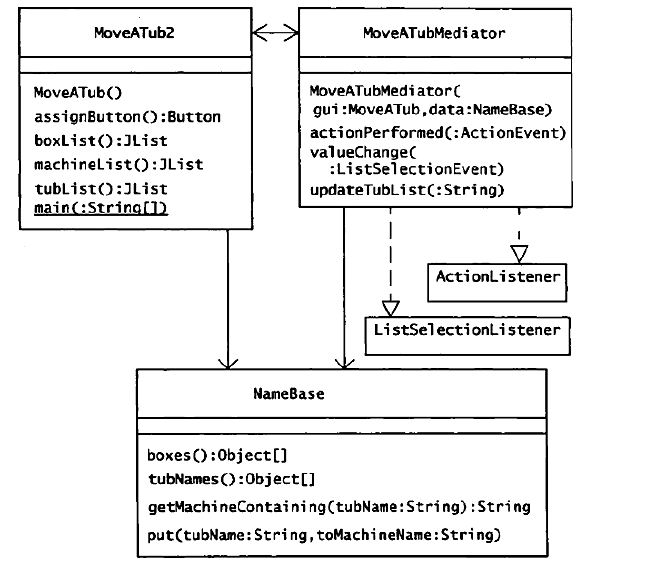 MoveATub2
MoveATub()
assignButton():Button
boxList():JList
machineList():JList
tubList():JList
main(:String[])
MoveATubMediator
MoveATubMediator(
gui:MoveATub,data:NameBase)
actionPerformed(:ActionEvent)
valueChange(
:ListSelectionEvent)
updateTubList(:String)
ActionListener
ListSelectionListener
NameBase
boxes():Object[]
tubNames():Object[]
getMachineContaining(tubName:String):String
put(tubName:String,toMachineName:String)